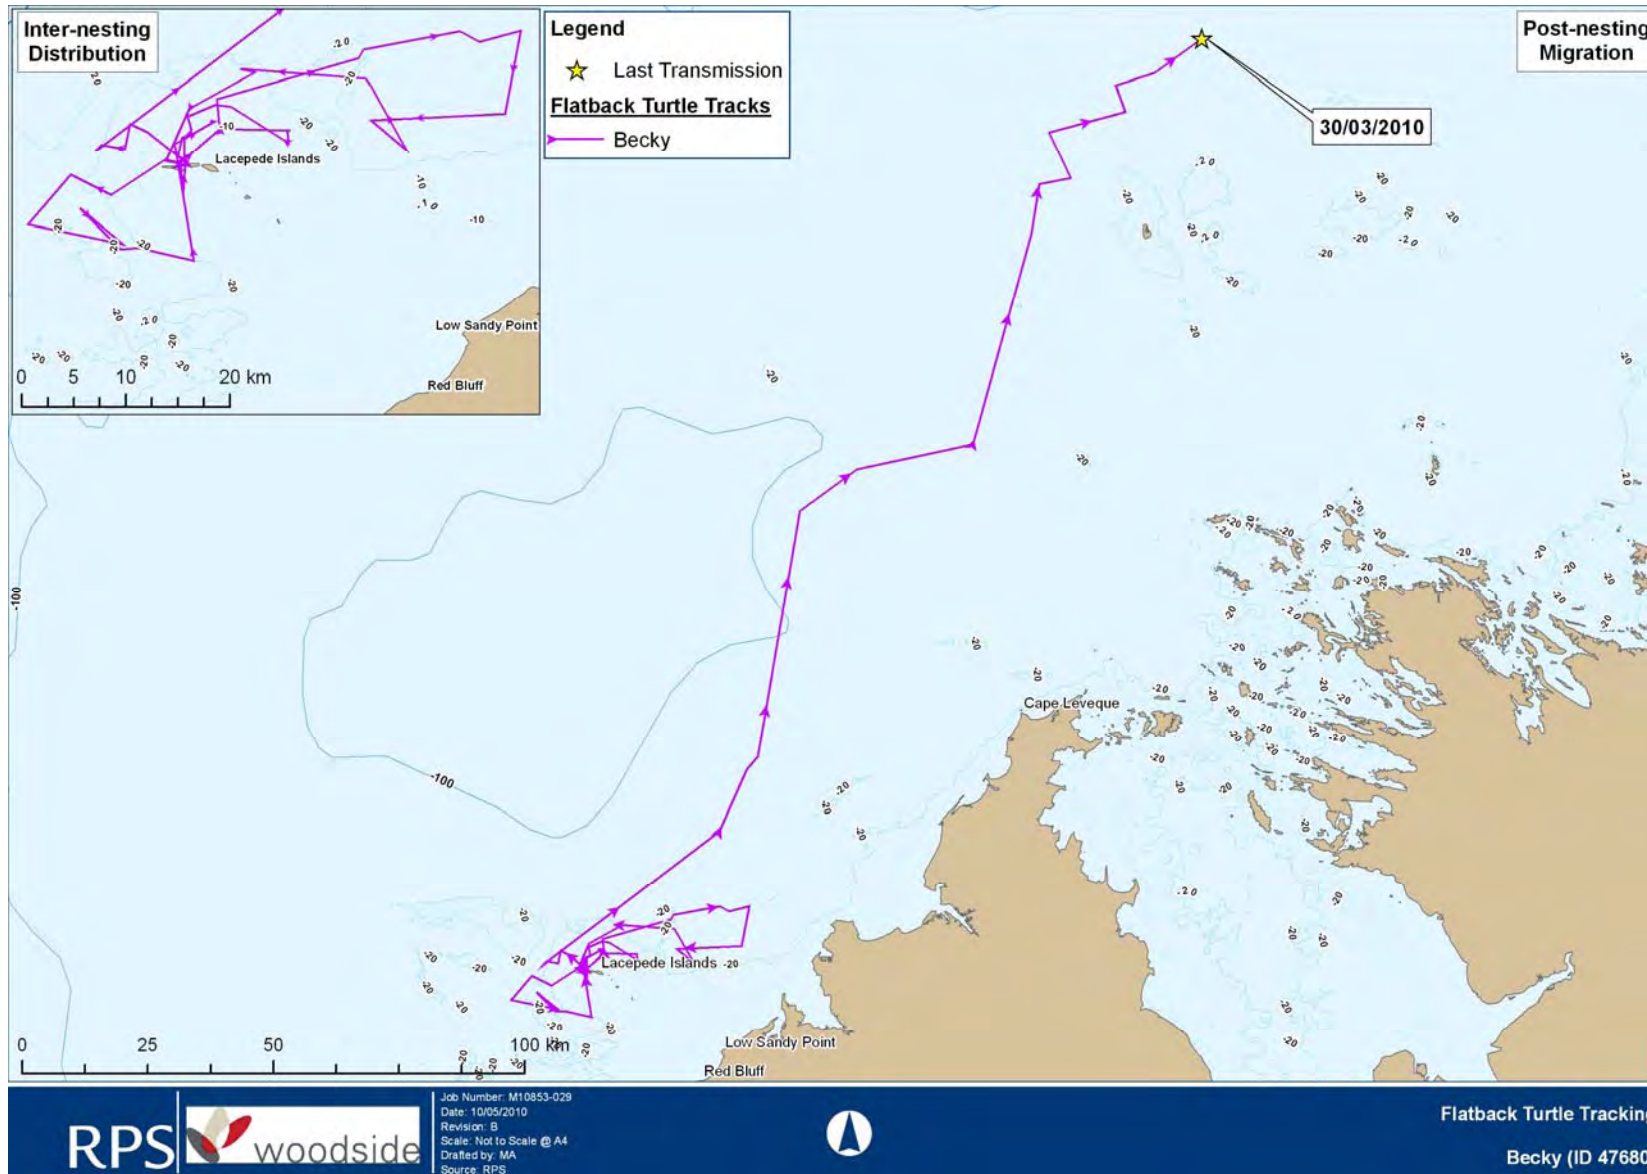 Inter-nesting
Distribution
Lacepede Islands
Low Sandy Point
Red Bluff
0 5 10 20 km
Legend
Last Transmission
Flatback Turtle Tracks
Becky
Post-nesting
Migration
30/03/2010
-20
-10
-100
-100
Cape Leveque
Lacepede Islands
-20
Low Sandy Point
Red Bluff
0 25 50 100 km
RPS
woodside
Job Number: M10853-029
Date: 10/05/2010
Revision: B
Scale: Not to Scale @ A4
Drafted by: MA
Source: RPS
Flatback Turtle Tracking
Becky (ID 47680